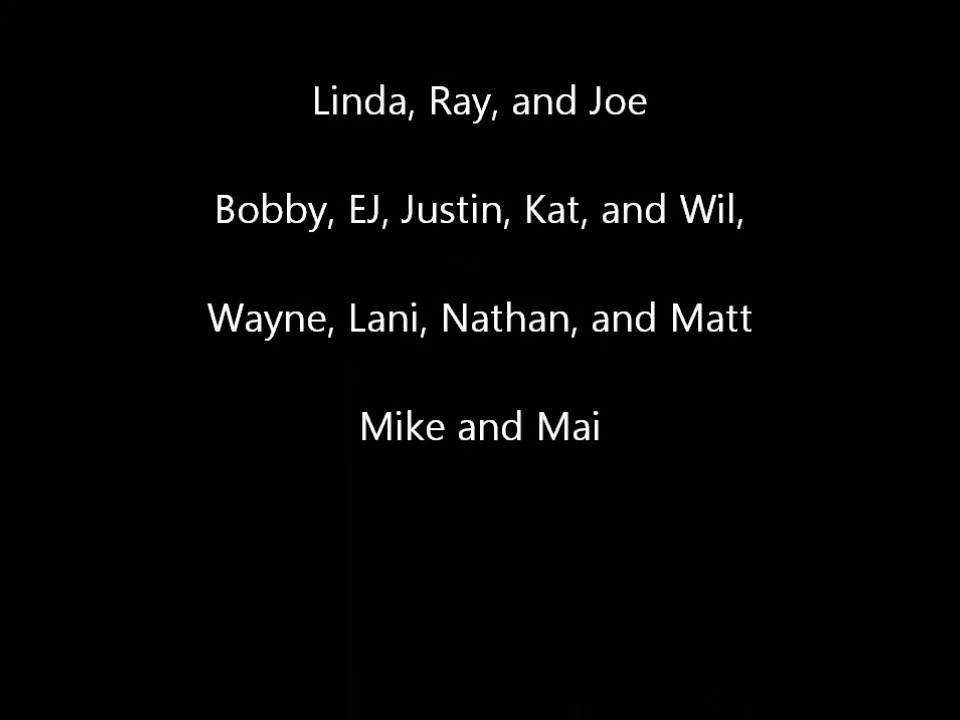 Linda, Ray, and Joe
Bobby, EJ, Justin, Kat, and Wil,
Wayne, Lani, Nathan, and Matt
Mike and Mai